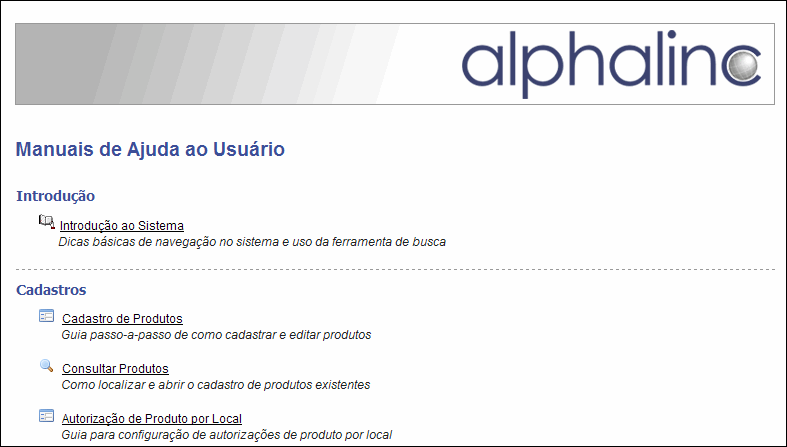 alphalinc
Manuais de Ajuda ao Usuário
Introdução
Introdução ao Sistema
Dicas básicas de navegação no sistema e uso da ferramenta de busca
Cadastros
Cadastro de Produtos
Guia passo-a-passo de como cadastrar e editar produtos
Consultar Produtos
Como localizar e abrir o cadastro de produtos existentes
Autorização de Produto por Local
Guia para configuração de autorizações de produto por local